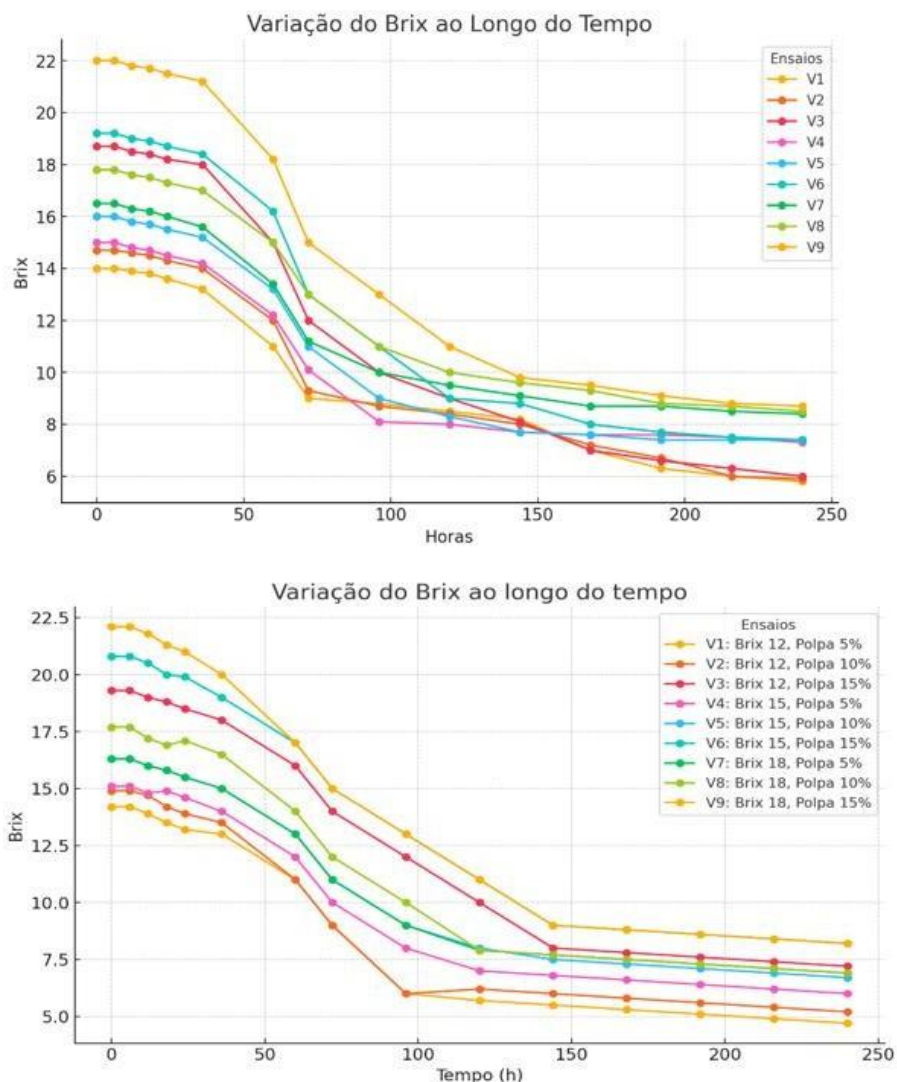 Variação do Brix ao Longo do Tempo
Ensaios
V1
V2
V3
V4
V5
V6
V7
V8
V9
22
20
18
16
14
12
10
8
6
Brix
0 50 100 150 200 250
Horas
Variação do Brix ao longo do tempo
Ensaios
V1: Brix 12, Polpa 5%
V2: Brix 12, Polpa 10%
V3: Brix 12, Polpa 15%
V4: Brix 15, Polpa 5%
V5: Brix 15, Polpa 10%
V6: Brix 15, Polpa 15%
V7: Brix 18, Polpa 5%
V8: Brix 18, Polpa 10%
V9: Brix 18, Polpa 15%
22.5
20.0
17.5
15.0
12.5
10.0
7.5
5.0
Brix
0 50 100 150 200 250
Tempo (h)